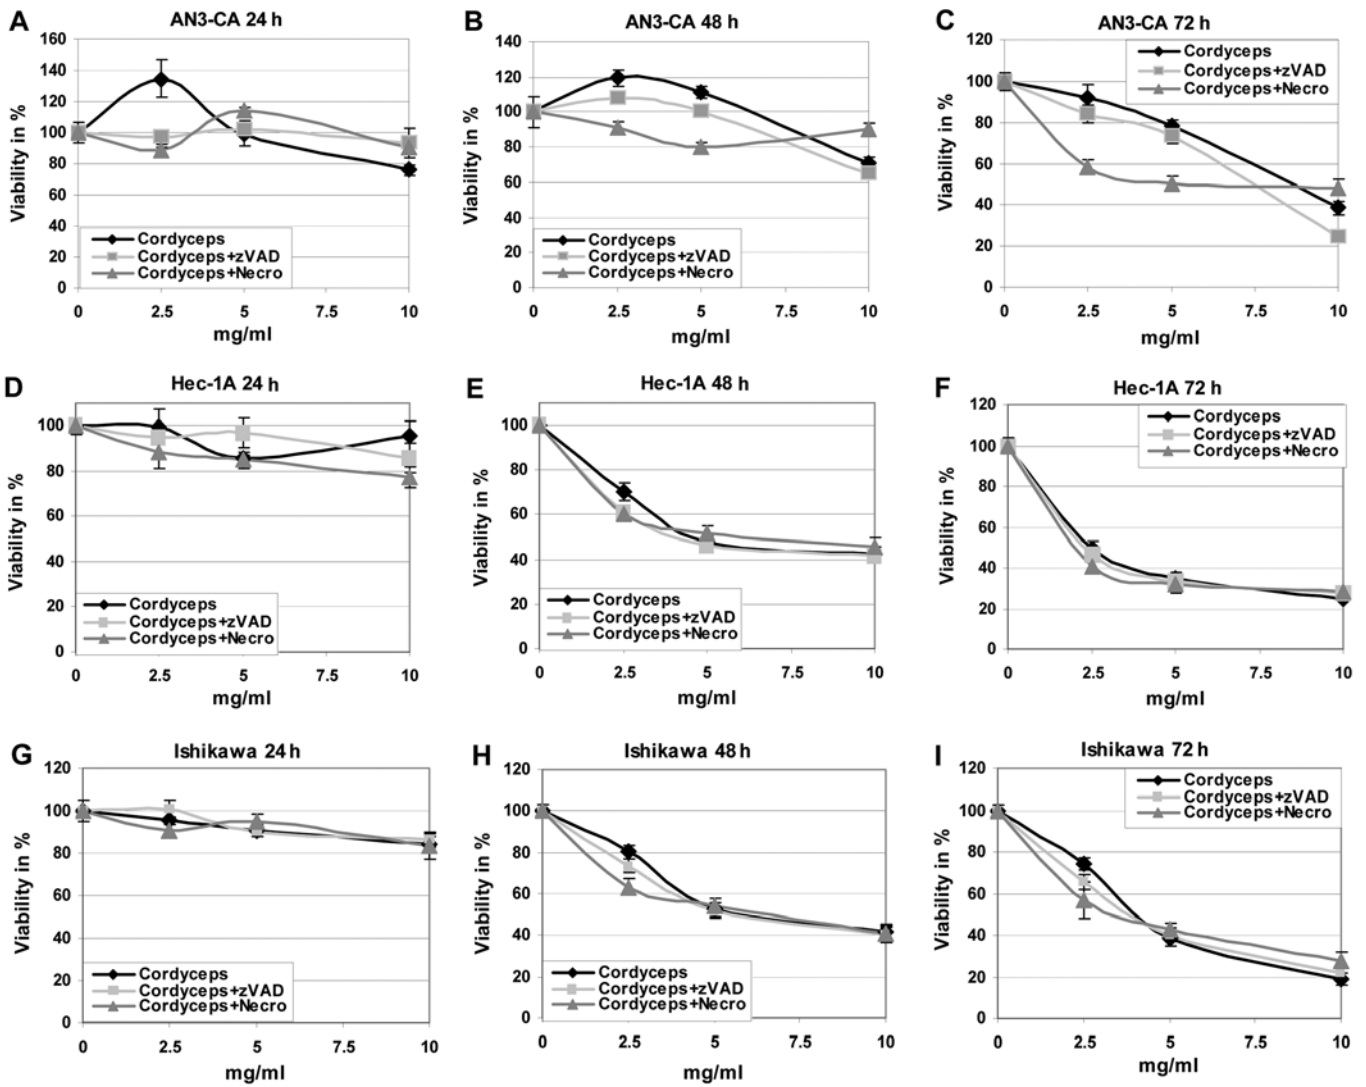 A
AN3-CA 24 h
160
140
120
100
80
60
40
20
0
Viability in %
Cordyceps
Cordyceps+zVAD
Cordyceps+Necro
0 2.5 5 7.5 10
mg/ml
B
AN3-CA 48 h
140
120
100
80
60
40
20
0
Viability in %
Cordyceps
Cordyceps+zVAD
Cordyceps+Necro
0 2.5 5 7.5 10
mg/ml
C
AN3-CA 72 h
120
100
80
60
40
20
0
Viability in %
Cordyceps
Cordyceps+zVAD
Cordyceps+Necro
0 2.5 5 7.5 10
mg/ml
D
Hec-1A 24 h
100
80
60
40
20
0
Viability in %
Cordyceps
Cordyceps+zVAD
Cordyceps+Necro
0 2.5 5 7.5 10
mg/ml
E
Hec-1A 48 h
100
80
60
40
20
0
Viability in %
Cordyceps
Cordyceps+zVAD
Cordyceps+Necro
0 2.5 5 7.5 10
mg/ml
F
Hec-1A 72 h
120
100
80
60
40
20
0
Viability in %
Cordyceps
Cordyceps+zVAD
Cordyceps+Necro
0 2.5 5 7.5 10
mg/ml
G
Ishikawa 24 h
120
100
80
60
40
20
0
Viability in %
Cordyceps
Cordyceps+zVAD
Cordyceps+Necro
0 2.5 5 7.5 10
mg/ml
H
Ishikawa 48 h
120
100
80
60
40
20
0
Viability in %
Cordyceps
Cordyceps+zVAD
Cordyceps+Necro
0 2.5 5 7.5 10
mg/ml
I
Ishikawa 72 h
120
100
80
60
40
20
0
Viability in %
Cordyceps
Cordyceps+zVAD
Cordyceps+Necro
0 2.5 5 7.5 10
mg/ml